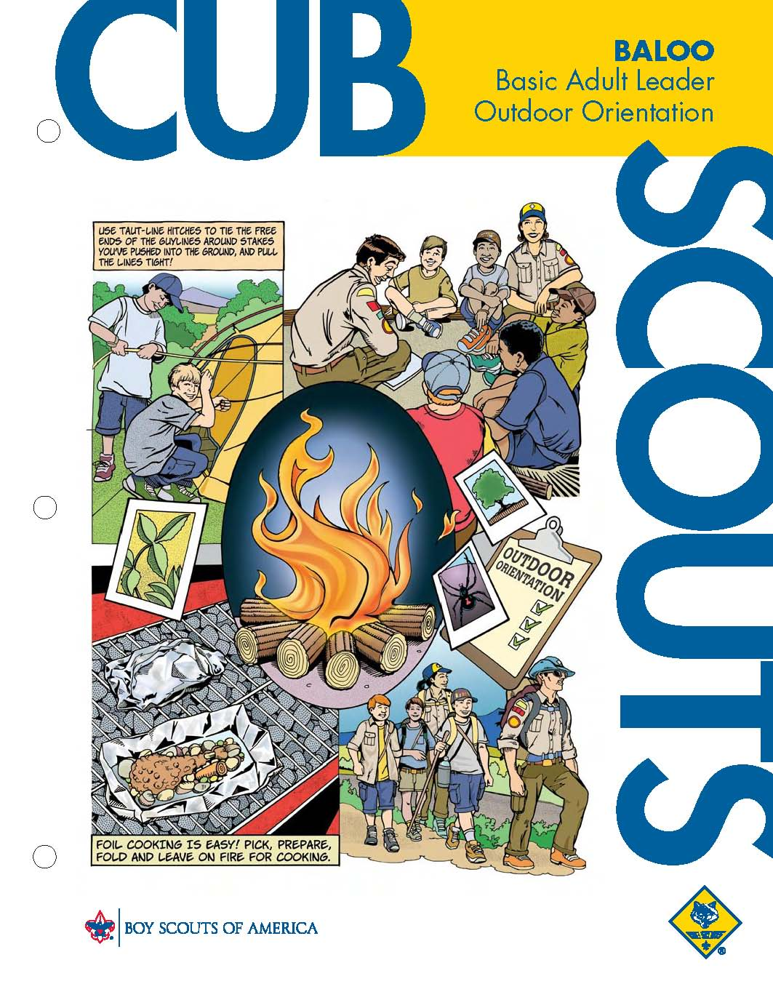 CUB
SCOUTS
BALOO
Basic Adult Leader
Outdoor Orientation
USE TAUT-LINE HITCHES TO TIE THE FREE
ENDS OF THE GUYLINES AROUND STAKES
YOU'VE PUSHED INTO THE GROUND, AND PULL
THE LINES TIGHT!
OUTDOOR
ORIENTATION
FOIL COOKING IS EASY! PICK, PREPARE,
FOLD AND LEAVE ON FIRE FOR COOKING.
BOY SCOUTS OF AMERICA
®